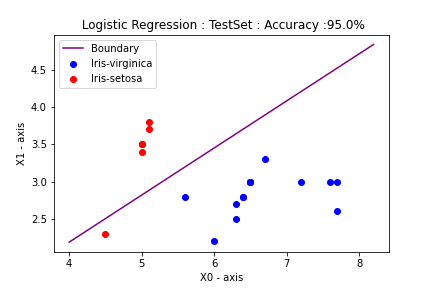 Logistic Regression : TestSet : Accuracy :95.0%
Boundary
Iris-virginica
Iris-setosa
4.5
4.0
3.5
3.0
2.5
X1 - axis
4 5 6 7 8
X0 - axis